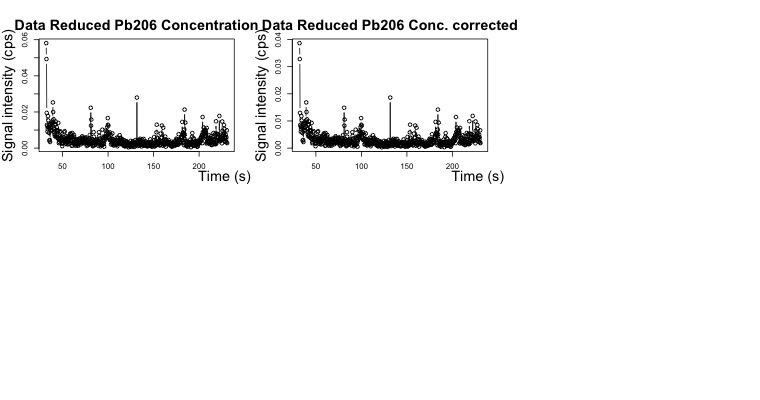 Data Reduced Pb206 Concentration
Signal intensity (cps)
0.00
0.02
0.04
0.06
50
100
150
200
Time (s)
Data Reduced Pb206 Conc. corrected
Signal intensity (cps)
0.00
0.01
0.02
0.03
0.04
50
100
150
200
Time (s)